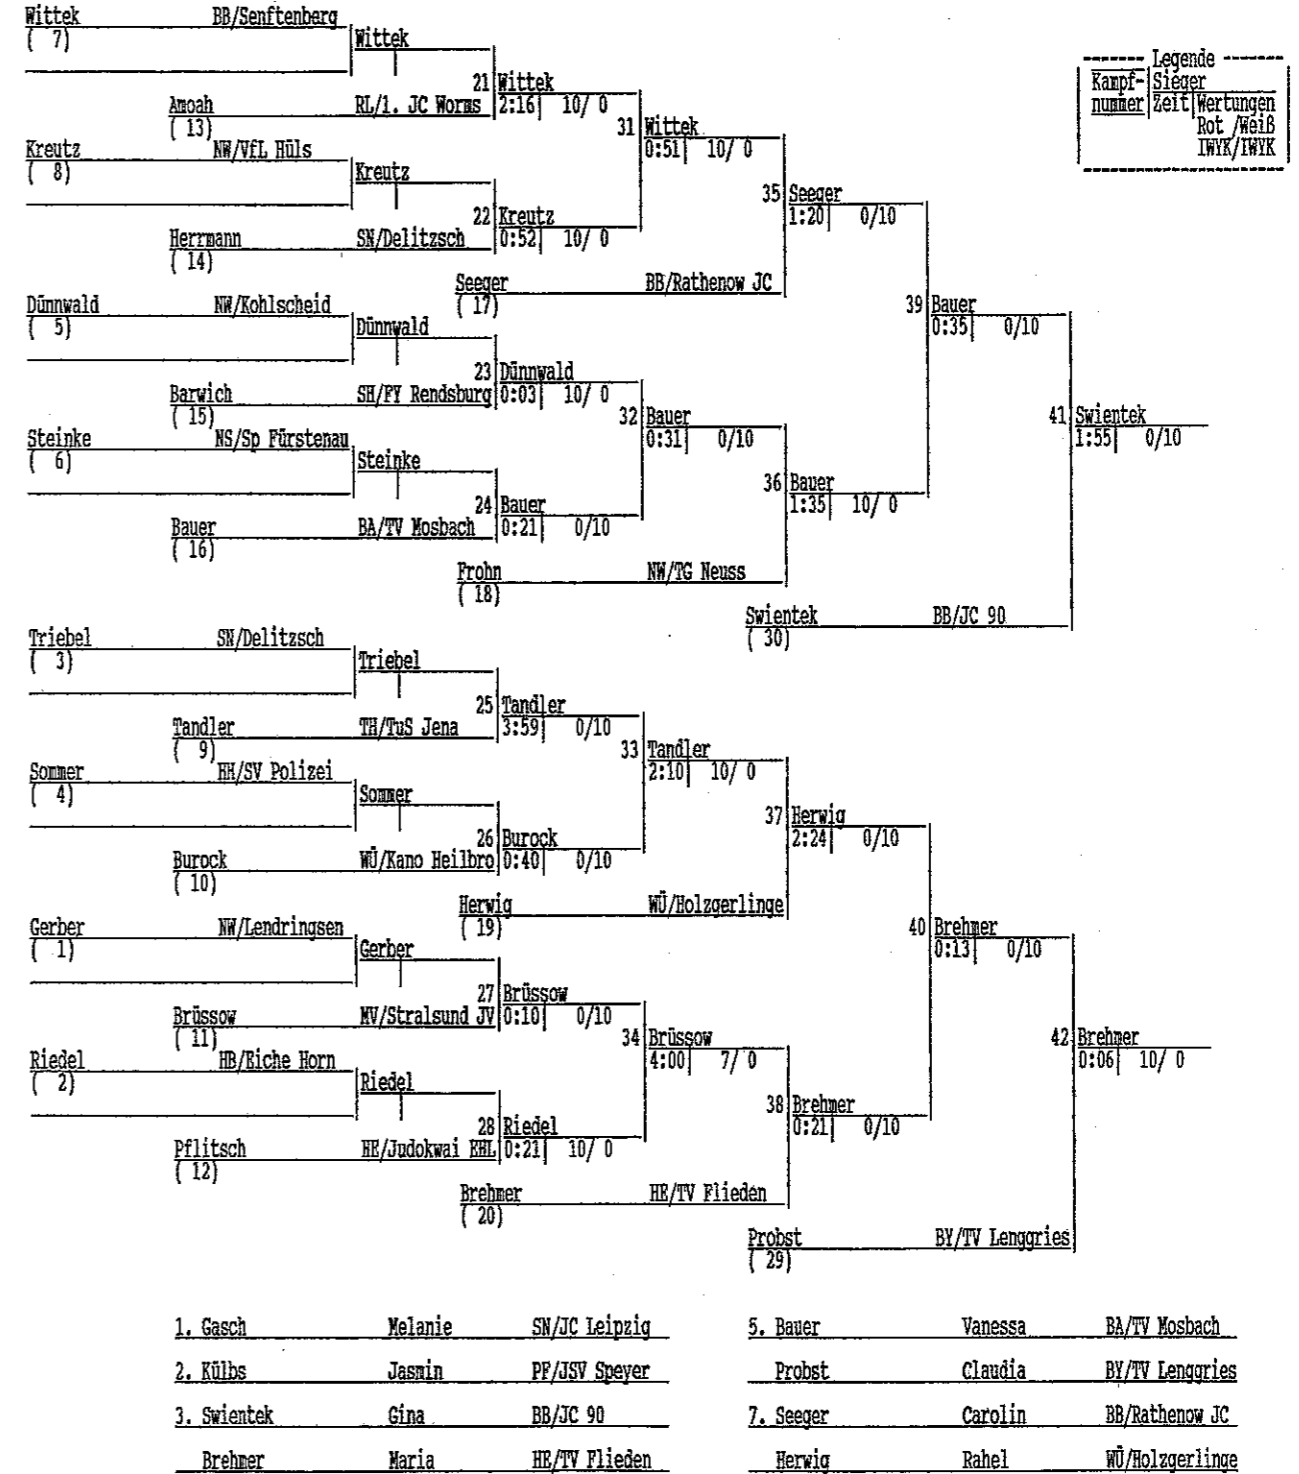 Wittek BB/Senftenberg
( 7) Wittek
------- Legende -------
Kampf- Sieger
21 Wittek
Amoah RL/1. JC Worms 2:16 10/ 0
nummer Zeit Wertungen
( 13) 31 Wittek
Rot /Weiß
Kreutz NW/VfL Hüls 0:51 10/ 0
IWYK/IWYK
( 8) Kreutz
35 Seeger
22 Kreutz 1:20 0/10
Herrmann SN/Delitzsch 0:52 10/ 0
( 14)
Seeger BB/Rathenow JC
( 17)
Dünnwald NW/Kohlscheid 39 Bauer
( 5) Dünnwald 0:35 0/10
23 Dünnwald
Barwich SH/FY Rendsburg 0:03 10/ 0
( 15) 32 Bauer 41 Swientek
Steinke NS/Sp Fürstenau 0:31 0/10 1:55 0/10
( 6) Steinke
36 Bauer
24 Bauer 1:35 10/ 0
Bauer BA/TV Mosbach 0:21 0/10
( 16)
Frohn NW/TG Neuss
( 18)
Swientek BB/JC 90
Triebel SN/Delitzsch ( 30)
( 3) Triebel
25 Tandler
Tandler TH/TuS Jena 3:59 0/10
( 9) 33 Tandler
Sommer HH/SV Polizei 2:10 10/ 0
( 4) Sommer
37 Herwig
26 Burock 2:24 0/10
Burock WÜ/Kano Heilbro 0:40 0/10
( 10)
Herwig WÜ/Holzgerlinge
Gerber NW/Lendringsen ( 19) 40 Brehmer
( 1) Gerber 0:13 0/10
27 Brüssow
Brüssow MV/Stralsund JV 0:10 0/10
( 11) 34 Brüssow 42 Brehmer
Riedel HB/Eiche Horn 4:00 7/ 0 0:06 10/ 0
( 2) Riedel
38 Brehmer
28 Riedel 0:21 0/10
Pflitsch HE/Judokwai EHL 0:21 10/ 0
( 12)
Brehmer HE/TV Flieden
( 20)
Probst BY/TV Lenggries
( 29)
1. Gasch Melanie SN/JC Leipzig 5. Bauer Vanessa BA/TV Mosbach
2. Külbs Jasmin PF/JSV Speyer Probst Claudia BY/TV Lenggries
3. Swientek Gina BB/JC 90 7. Seeger Carolin BB/Rathenow JC
Brehmer Maria HE/TV Flieden Herwig Rahel WÜ/Holzgerlinge